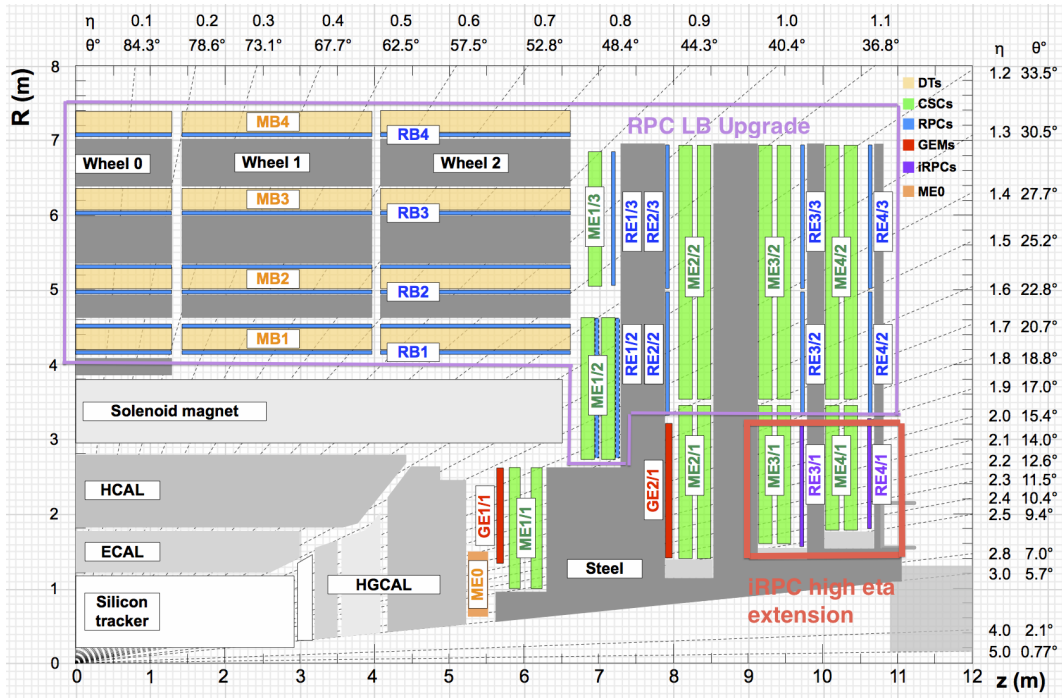 η 0.1 0.2 0.3 0.4 0.5 0.6 0.7 0.8 0.9 1.0 1.1
θ° 84.3° 78.6° 73.1° 67.7° 62.5° 57.5° 52.8° 48.4° 44.3° 40.4° 36.8°
η θ°
R (m)
8
7
6
5
4
3
2
1
0
1.2 33.5°
1.3 30.5°
1.4 27.7°
1.5 25.2°
1.6 22.8°
1.7 20.7°
1.8 18.8°
1.9 17.0°
2.0 15.4°
2.1 14.0°
2.2 12.6°
2.3 11.5°
2.4 10.4°
2.5 9.4°
2.8 7.0°
3.0 5.7°
4.0 2.1°
5.0 0.77°
DTs
CSCs
RPCs
GEMs
iRPCs
ME0
RPC LB Upgrade
MB4
RB4
Wheel 0
Wheel 1
Wheel 2
MB3
RB3
MB2
RB2
MB1
RB1
ME1/3
RE1/3
RE2/3
ME2/2
ME3/2
RE3/3
ME4/2
RE4/3
ME1/2
RE1/2
RE2/2
RE3/2
RE4/2
Solenoid magnet
HCAL
ECAL
Silicon
tracker
HGCAL
ME0
GE1/1
ME1/1
Steel
GE2/1
ME2/1
ME3/1
RE3/1
ME4/1
RE4/1
iRPC high eta
extension
0 1 2 3 4 5 6 7 8 9 10 11 12
z (m)